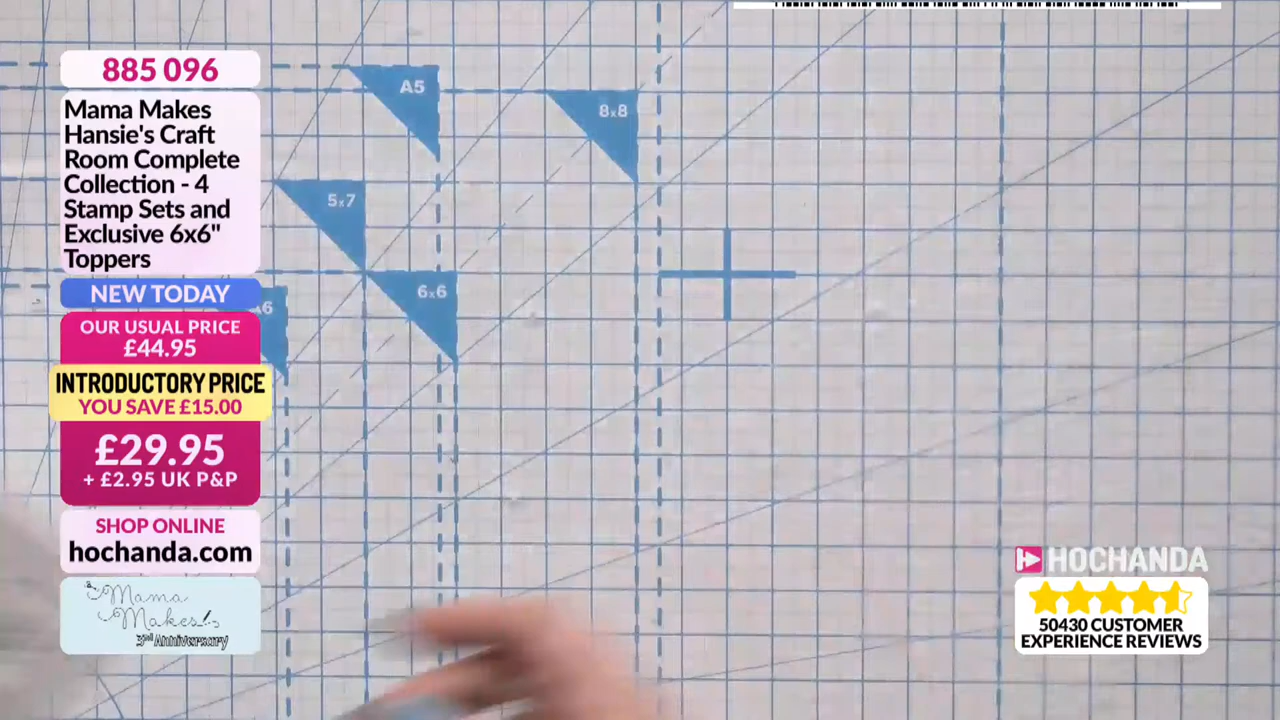 885 096
Mama Makes
Hansie's Craft
Room Complete
Collection - 4
Stamp Sets and
Exclusive 6x6"
Toppers
NEW TODAY
OUR USUAL PRICE
£44.95
INTRODUCTORY PRICE
YOU SAVE £15.00
£29.95
+ £2.95 UK P&P
SHOP ONLINE
hochanda.com
Mama
Makes!
3rd Anniversary
A5
8x8
5x7
6x6
HOCHANDA
50430 CUSTOMER
EXPERIENCE REVIEWS